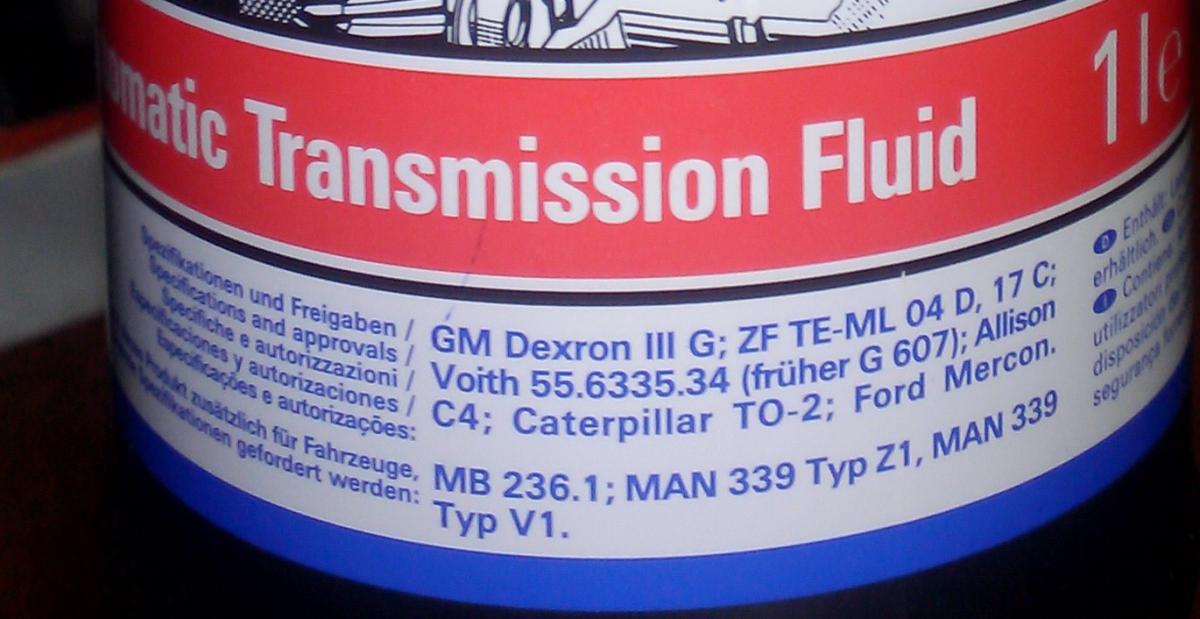 matic Transmission Fluid 1 l e
Spezifikationen und Freigaben /
Specifications and approvals /
Specifiche e autorizzazioni /
Especificaciones y autorizaciones /
Especificações e autorizações:
GM Dexron III G; ZF TE-ML 04 D, 17 C;
Voith 55.6335.34 (früher G 607); Allison
C4; Caterpillar TO-2; Ford Mercon.
Produkt zusätzlich für Fahrzeuge,
Spezifikationen gefordert werden:
MB 236.1; MAN 339 Typ Z1, MAN 339
Typ V1.
D Enthält:
erhältlich.
I Contiene
utilizzatori
segurança